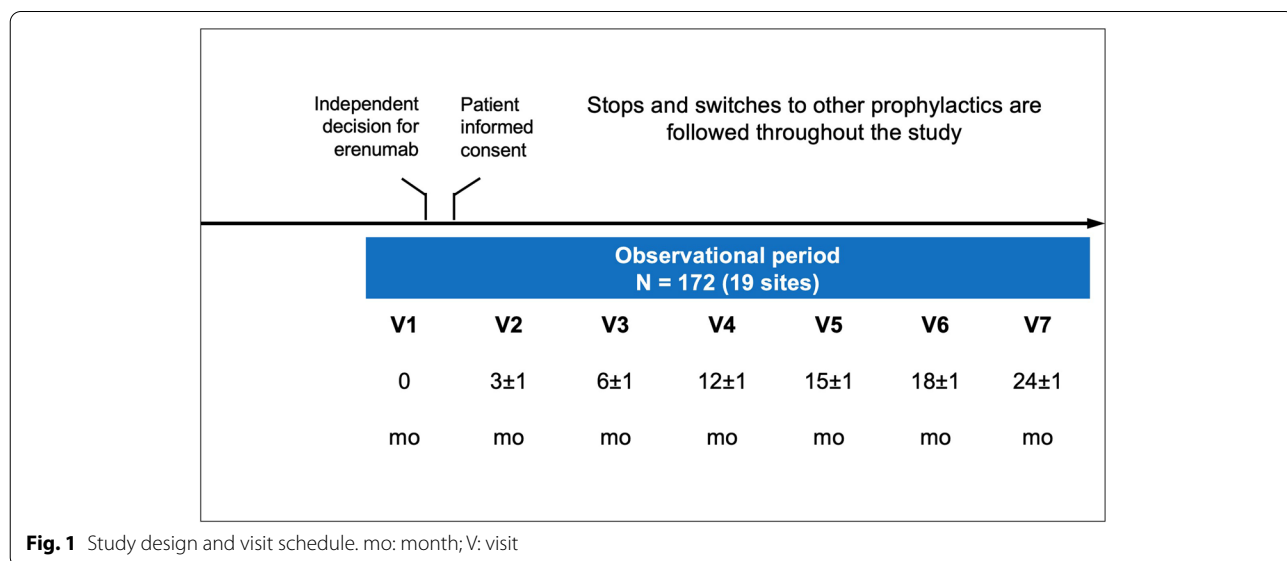 Independent
decision for
erenumab
Patient
informed
consent
Stops and switches to other prophylactics are
followed throughout the study
Observational period
N = 172 (19 sites)
V1 V2 V3 V4 V5 V6 V7
0 3±1 6±1 12±1 15±1 18±1 24±1
mo mo mo mo mo mo mo
Fig. 1 Study design and visit schedule. mo: month; V: visit